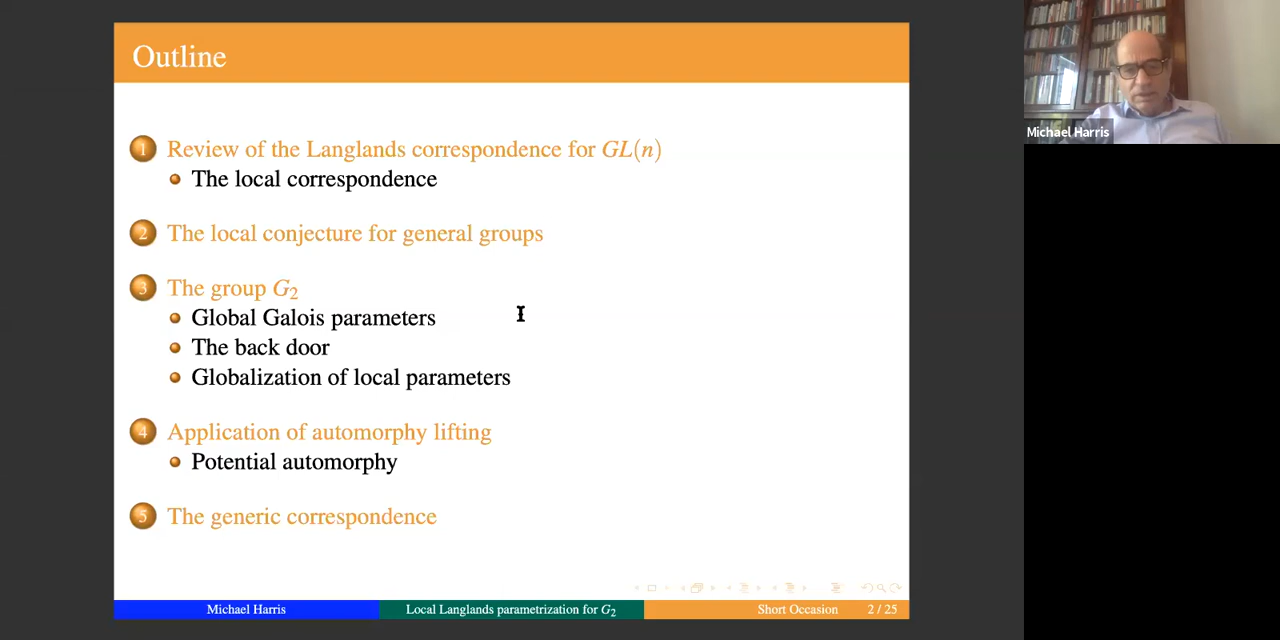 Outline
1 Review of the Langlands correspondence for GL(n)
The local correspondence
2 The local conjecture for general groups
3 The group G₂
Global Galois parameters
The back door
Globalization of local parameters
4 Application of automorphy lifting
Potential automorphy
5 The generic correspondence
Michael Harris Local Langlands parametrization for G₂ Short Occasion 2 / 25
Michael Harris